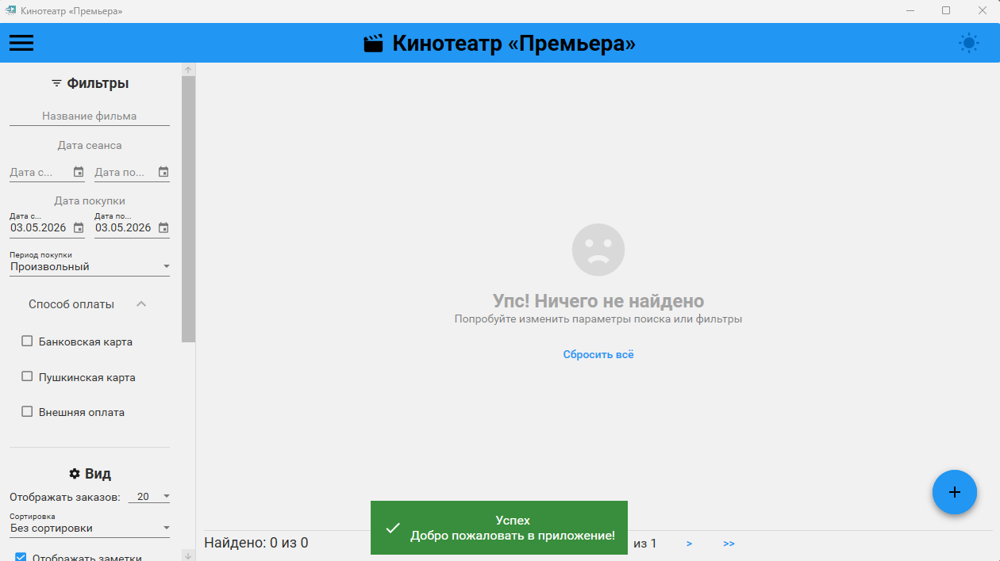 Кинотеатр «Премьера»
Кинотеатр «Премьера»
Фильтры
Название фильма
Дата сеанса
Дата с... Дата по...
Дата покупки
Дата с... Дата по...
03.05.2026 03.05.2026
Период покупки
Произвольный
Способ оплаты
Банковская карта
Пушкинская карта
Внешняя оплата
Вид
Отображать заказов: 20
Сортировка
Без сортировки
Отображать заметки
Упс! Ничего не найдено
Попробуйте изменить параметры поиска или фильтры
Сбросить всё
+
Успех
Добро пожаловать в приложение!
Найдено: 0 из 0
из 1 > >>